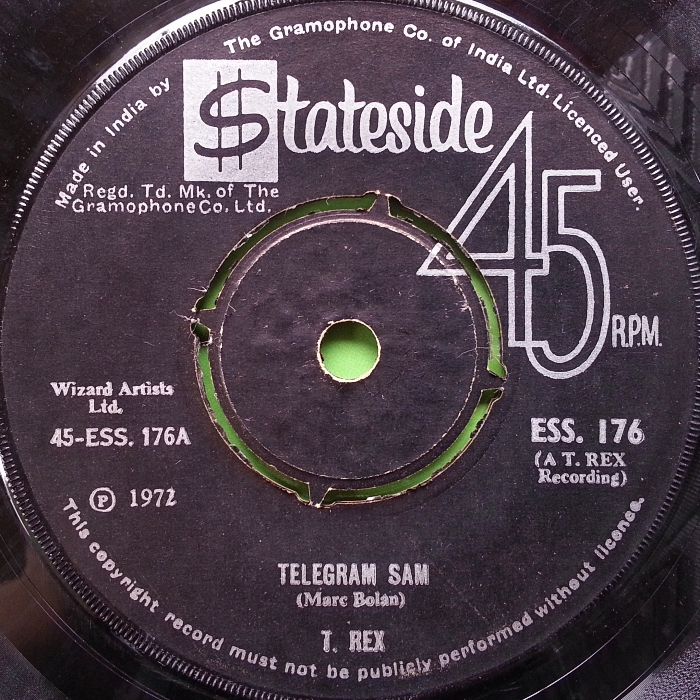 Made in India by The Gramophone Co. of India Ltd. Licenced User.
$tateside
Regd. Td. Mk. of The
Gramophone Co. Ltd.
45
R.P.M.
Wizard Artists
Ltd.
45-ESS. 176A
Ⓟ 1972
ESS. 176
(A T. REX
Recording)
TELEGRAM SAM
(Marc Bolan)
T. REX
This copyright record must not be publicly performed without licence.